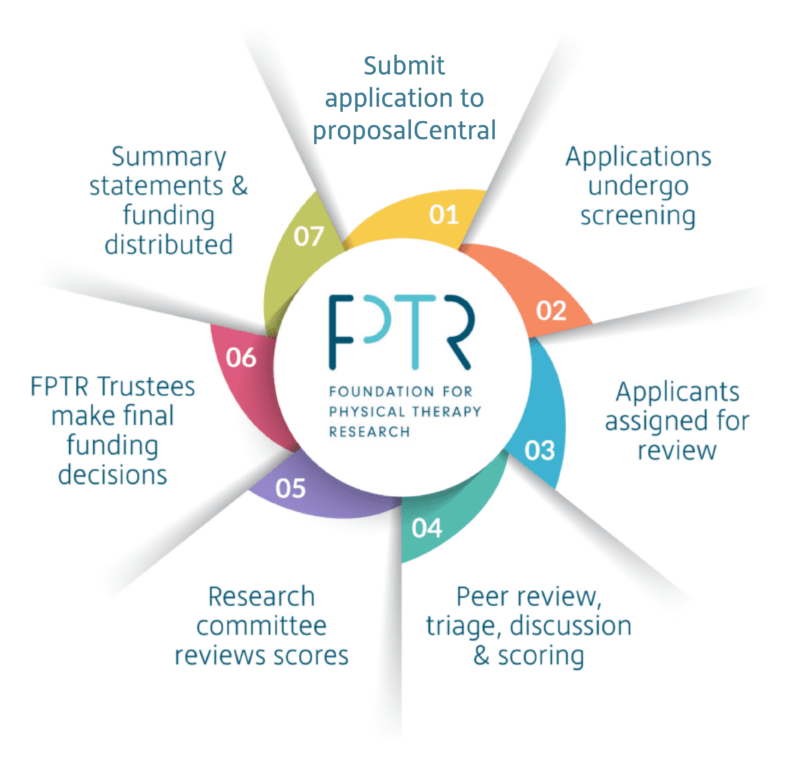 Submit
application to
proposalCentral
01
Applications
undergo
screening
02
Applicants
assigned for
review
03
Peer review,
triage, discussion
& scoring
04
Research
committee
reviews scores
05
FPTR Trustees
make final
funding
decisions
06
Summary
statements &
funding
distributed
07
FPTR
FOUNDATION FOR
PHYSICAL THERAPY
RESEARCH